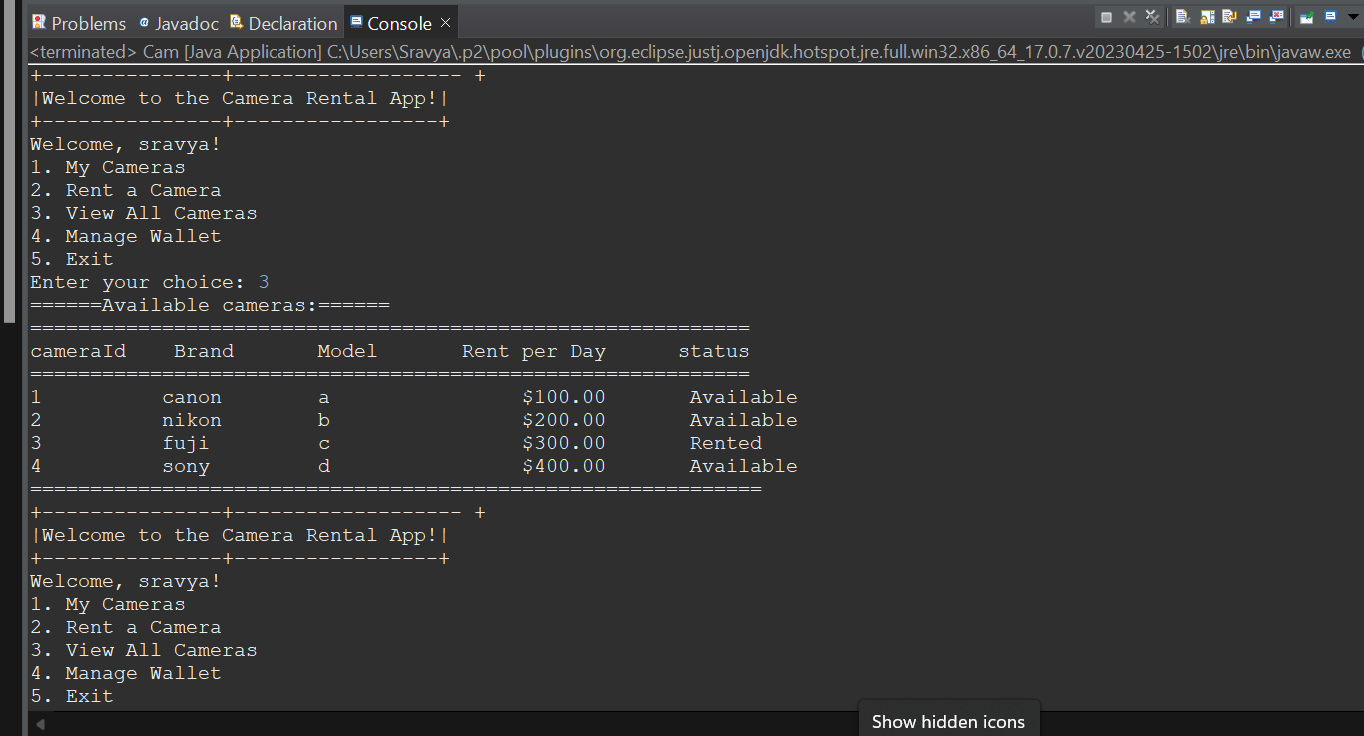 Problems Javadoc Declaration Console
<terminated> Cam [Java Application] C:\Users\Sravya\.p2\pool\plugins\org.eclipse.justj.openjdk.hotspot.jre.full.win32.x86_64_17.0.7.v20230425-1502\jre\bin\javaw.exe (
+---------------+------------------- +
|Welcome to the Camera Rental App!|
+---------------+-----------------+
Welcome, sravya!
1. My Cameras
2. Rent a Camera
3. View All Cameras
4. Manage Wallet
5. Exit
Enter your choice: 3
======Available cameras:======
============================================================
cameraId    Brand       Model       Rent per Day      status
============================================================
1          canon        a                $100.00       Available
2          nikon        b                $200.00       Available
3          fuji         c                $300.00       Rented
4          sony         d                $400.00       Available
=============================================================
+---------------+------------------- +
|Welcome to the Camera Rental App!|
+---------------+-----------------+
Welcome, sravya!
1. My Cameras
2. Rent a Camera
3. View All Cameras
4. Manage Wallet
5. Exit
Show hidden icons